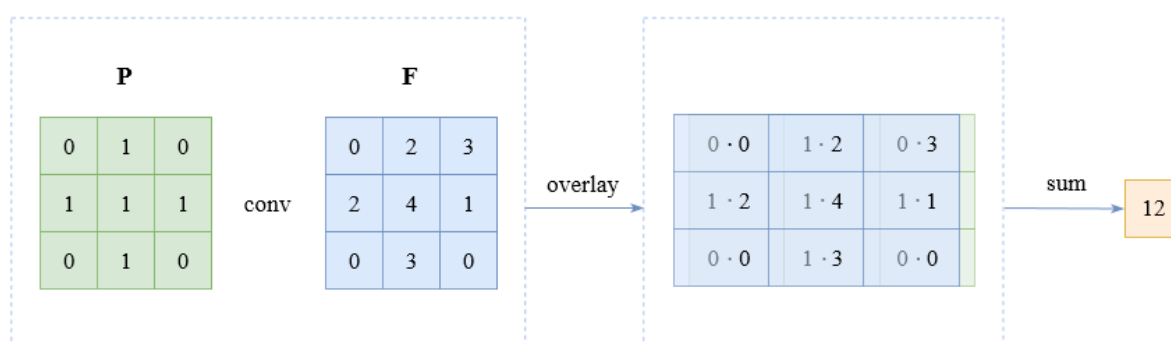 P F
0 1 0 0 2 3 0 · 0 1 · 2 0 · 3
overlay sum
1 1 1 conv 2 4 1 1 · 2 1 · 4 1 · 1 12
0 1 0 0 3 0 0 · 0 1 · 3 0 · 0